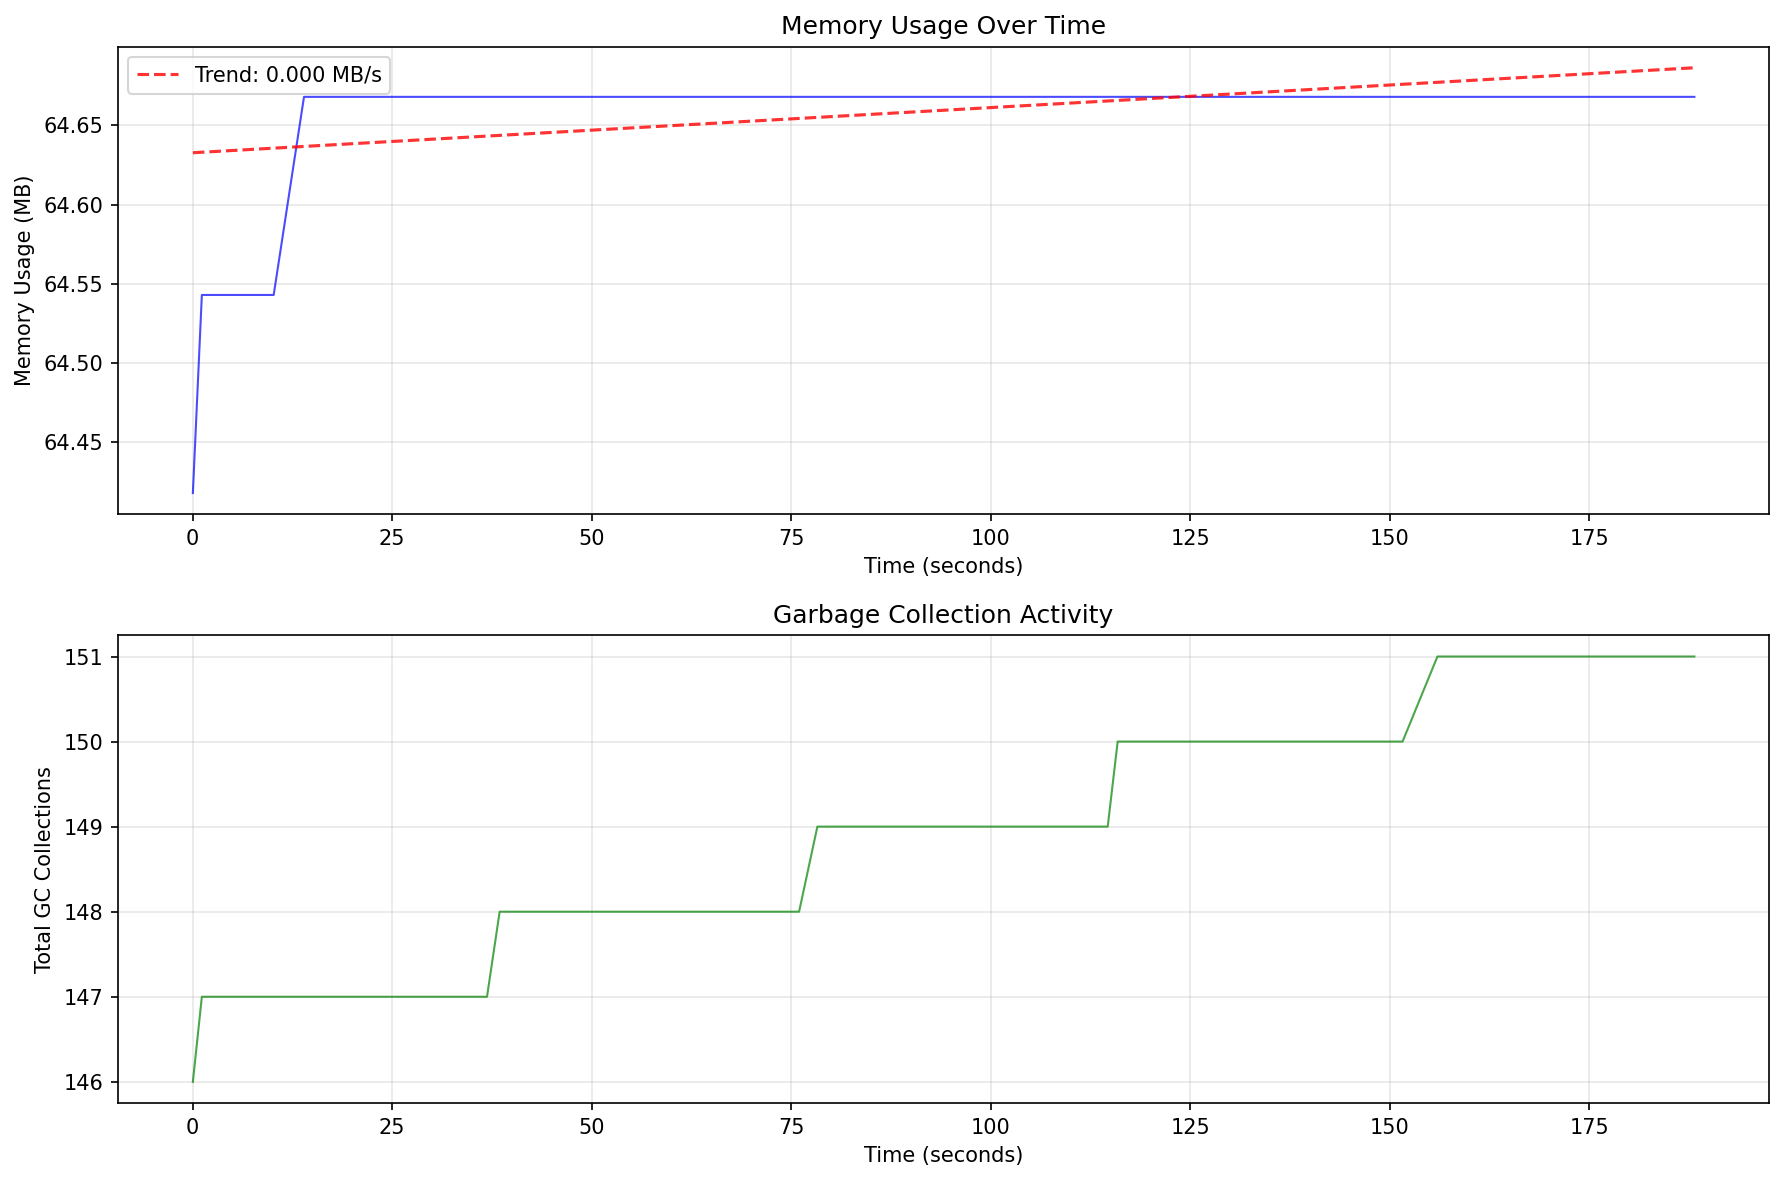 Memory Usage Over Time
Trend: 0.000 MB/s
64.65
64.60
64.55
64.50
64.45
Memory Usage (MB)
0 25 50 75 100 125 150 175
Time (seconds)
Garbage Collection Activity
151
150
149
148
147
146
Total GC Collections
0 25 50 75 100 125 150 175
Time (seconds)